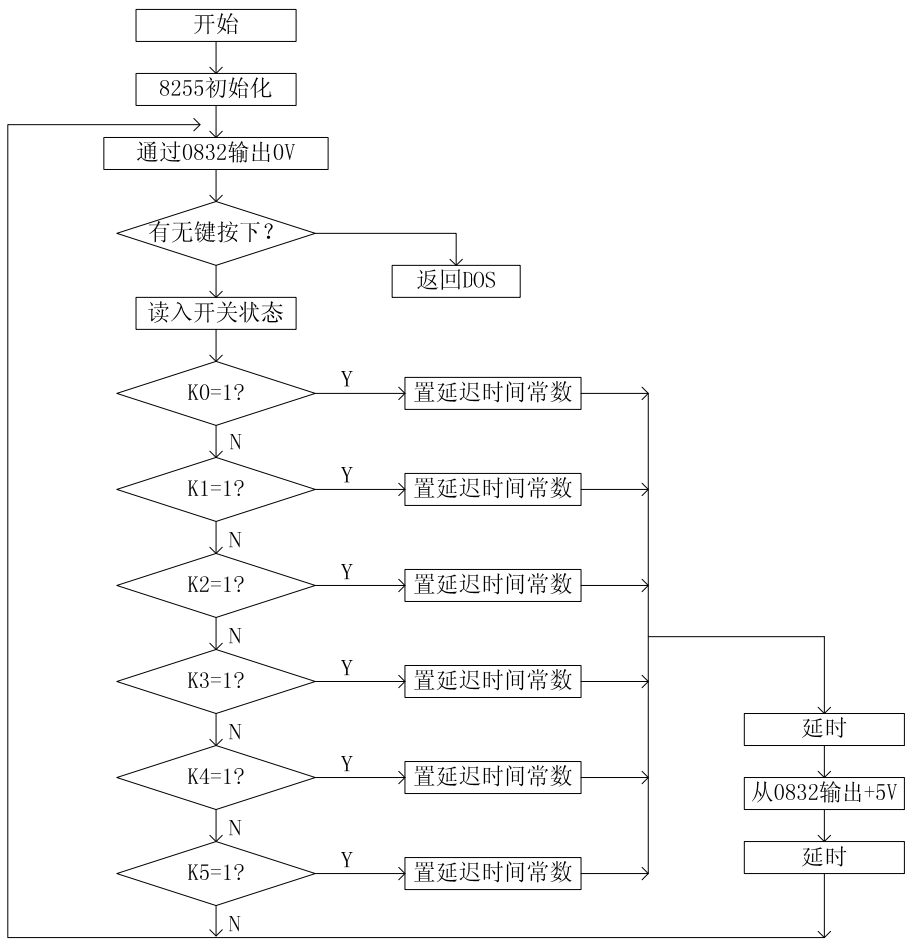 开始
8255初始化
通过0832输出0V
有无键按下?
返回DOS
读入开关状态
K0=1?
Y
置延迟时间常数
N
K1=1?
Y
置延迟时间常数
N
K2=1?
Y
置延迟时间常数
N
K3=1?
Y
置延迟时间常数
N
延时
K4=1?
Y
置延迟时间常数
从0832输出+5V
N
延时
K5=1?
Y
置延迟时间常数
N